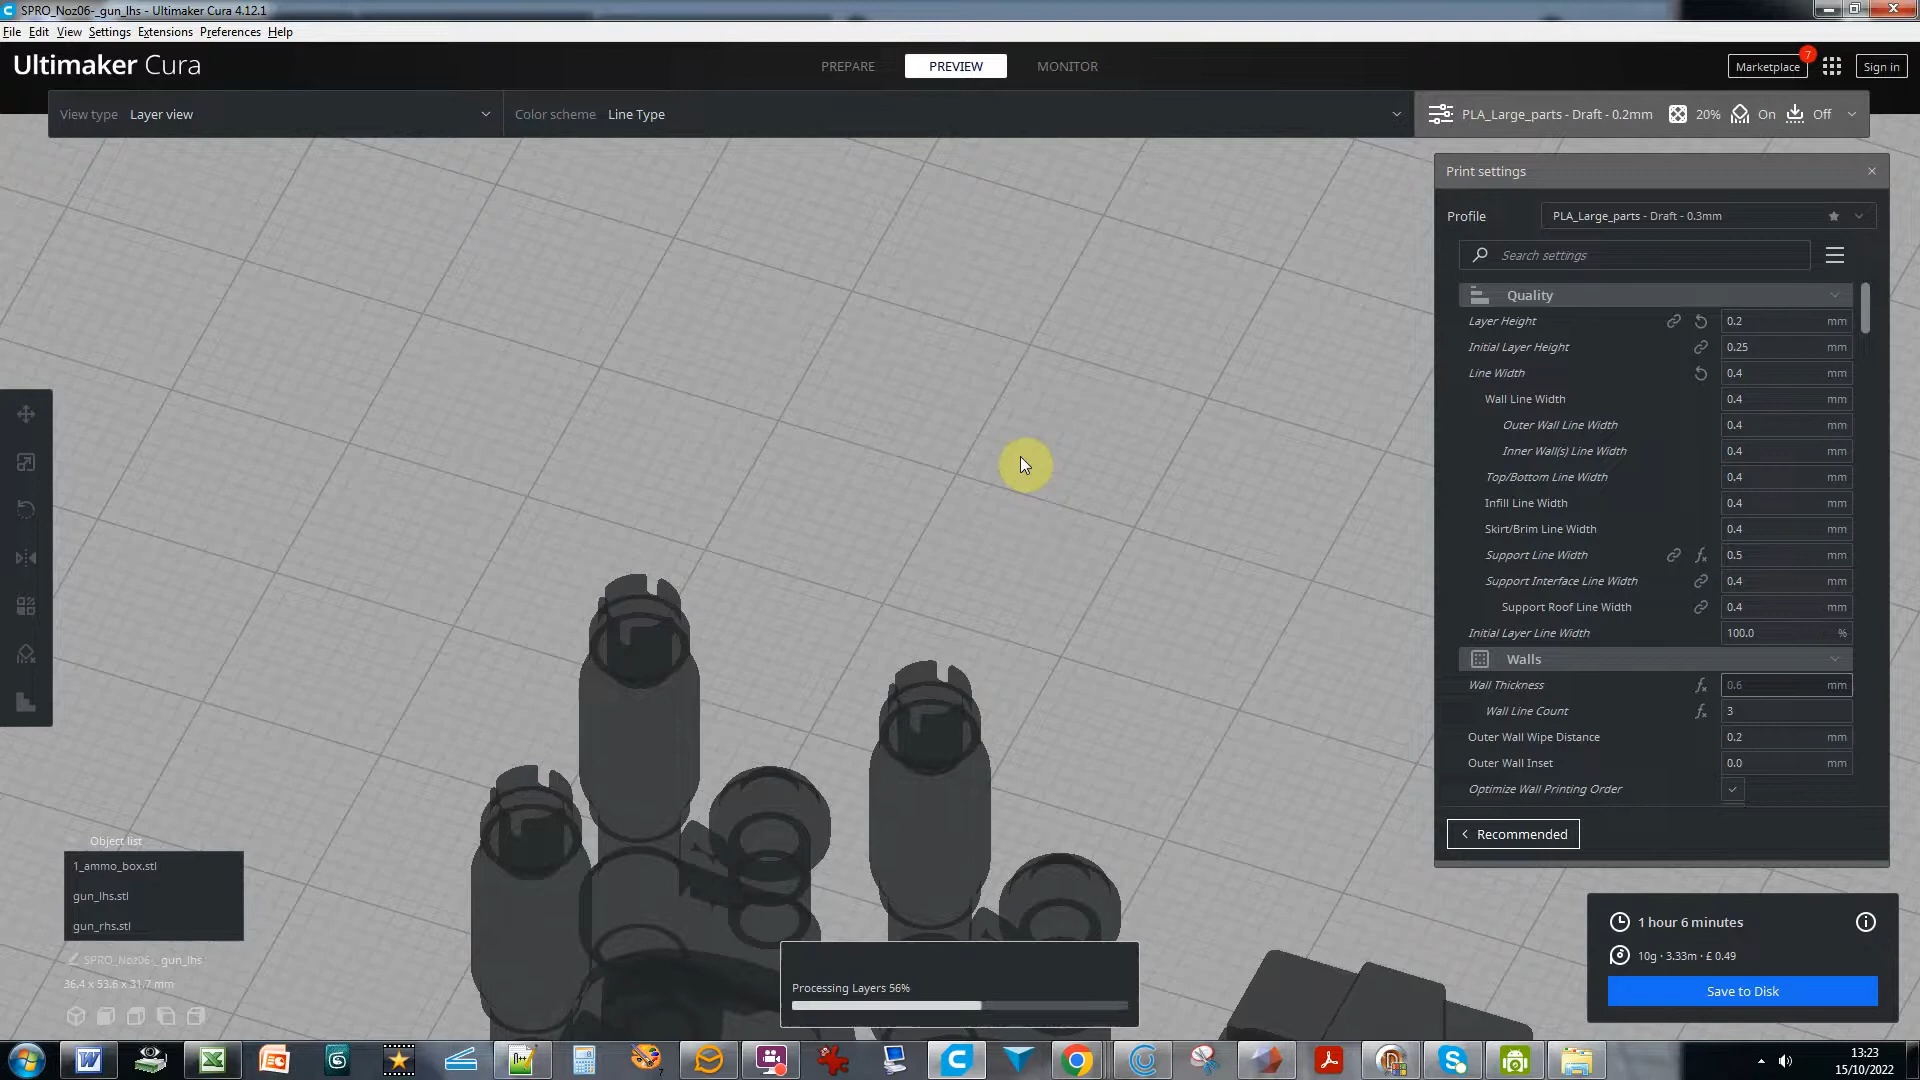 SPRO_Noz06-_gun_lhs - Ultimaker Cura 4.12.1
File Edit View Settings Extensions Preferences Help
Ultimaker Cura
PREPARE PREVIEW MONITOR
Marketplace 7 Sign in
View type Layer view Color scheme Line Type
PLA_Large_parts - Draft - 0.2mm 20% On Off
Print settings
Profile PLA_Large_parts - Draft - 0.3mm
Search settings
Quality
Layer Height 0.2 mm
Initial Layer Height 0.25 mm
Line Width 0.4 mm
Wall Line Width 0.4 mm
Outer Wall Line Width 0.4 mm
Inner Wall(s) Line Width 0.4 mm
Top/Bottom Line Width 0.4 mm
Infill Line Width 0.4 mm
Skirt/Brim Line Width 0.4 mm
Support Line Width 0.5 mm
Support Interface Line Width 0.4 mm
Support Roof Line Width 0.4 mm
Initial Layer Line Width 100.0 %
Walls
Wall Thickness 0.6 mm
Wall Line Count 3
Outer Wall Wipe Distance 0.2 mm
Outer Wall Inset 0.0 mm
Optimize Wall Printing Order
Recommended
Object list
1_ammo_box.stl
gun_lhs.stl
gun_rhs.stl
SPRO_Noz06-_gun_lhs
36.4 x 53.6 x 31.7 mm
Processing Layers 56%
1 hour 6 minutes
10g · 3.33m · £ 0.49
Save to Disk
13:23
15/10/2022